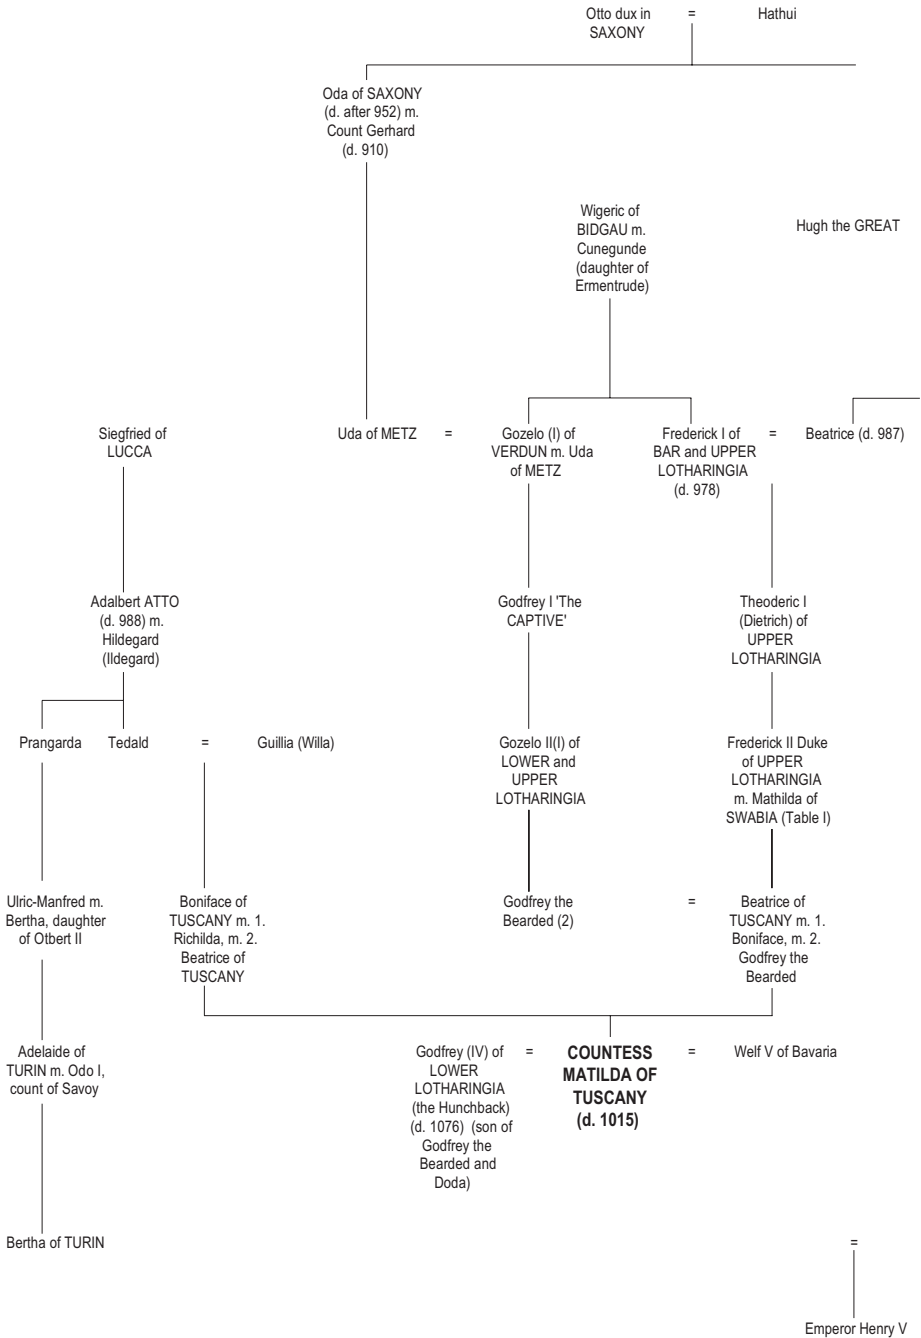 Otto dux in = Hathui
SAXONY
Oda of SAXONY
(d. after 952) m.
Count Gerhard
(d. 910)
Wigeric of
BIDGAU m.
Cunegunde
(daughter of
Ermentrude)
Hugh the GREAT
Siegfried of
LUCCA
Uda of METZ
=
Gozelo (I) of
VERDUN m. Uda
of METZ
Frederick I of
BAR and UPPER
LOTHARINGIA
(d. 978)
=
Beatrice (d. 987)
Adalbert ATTO
(d. 988) m.
Hildegard
(Ildegard)
Godfrey I 'The
CAPTIVE'
Theoderic I
(Dietrich) of
UPPER
LOTHARINGIA
Prangarda
Tedald
=
Guillia (Willa)
Gozelo II(I) of
LOWER and
UPPER
LOTHARINGIA
Frederick II Duke
of UPPER
LOTHARINGIA
m. Mathilda of
SWABIA (Table I)
Ulric-Manfred m.
Bertha, daughter
of Otbert II
Boniface of
TUSCANY m. 1.
Richilda, m. 2.
Beatrice of
TUSCANY
Godfrey the
Bearded (2)
=
Beatrice of
TUSCANY m. 1.
Boniface, m. 2.
Godfrey the
Bearded
Adelaide of
TURIN m. Odo I,
count of Savoy
Godfrey (IV) of
LOWER
LOTHARINGIA
(the Hunchback)
(d. 1076) (son of
Godfrey the
Bearded and
Doda)
=
COUNTESS
MATILDA OF
TUSCANY
(d. 1015)
=
Welf V of Bavaria
Bertha of TURIN
=
Emperor Henry V